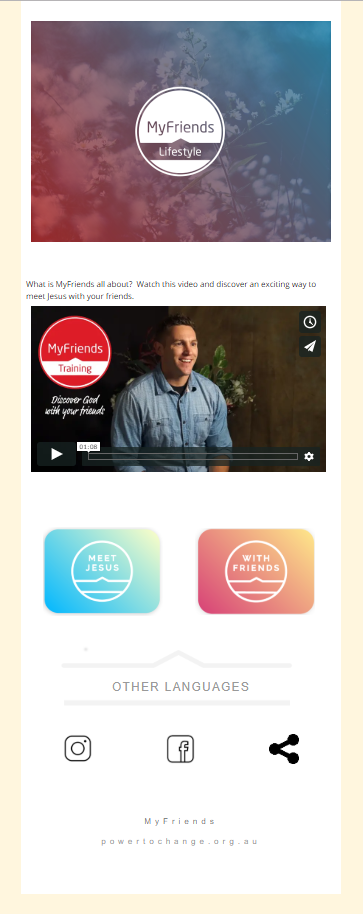 MyFriends
Lifestyle
What is MyFriends all about? Watch this video and discover an exciting way to
meet Jesus with your friends.
MyFriends
Training
Discover God
with your friends
01:08
MEET
JESUS
WITH
FRIENDS
OTHER LANGUAGES
MyFriends
powertochange.org.au